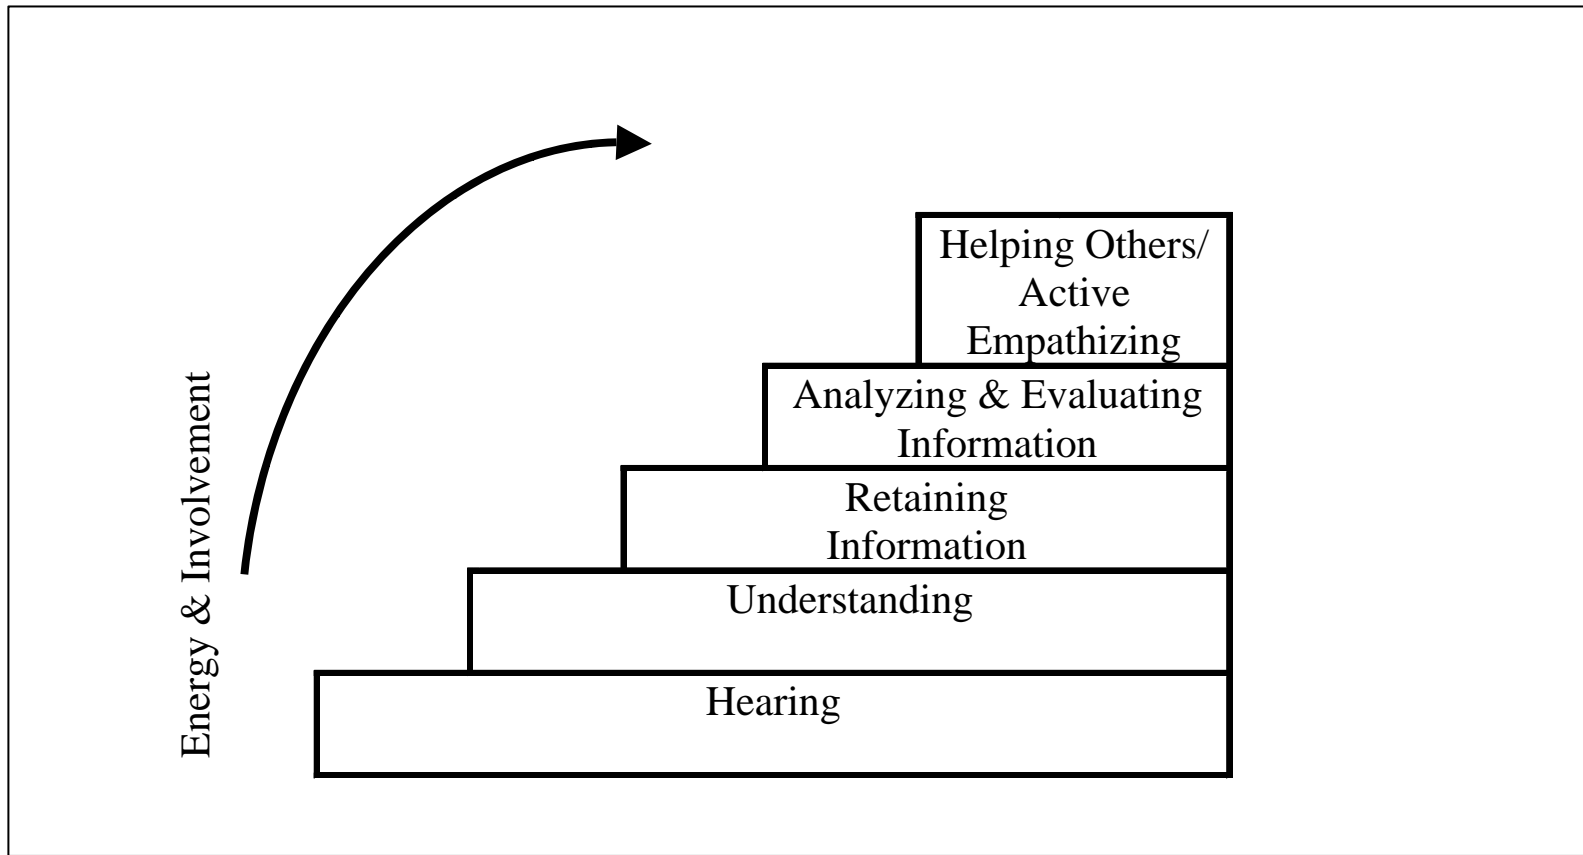 Helping Others/
Active
Empathizing
Analyzing & Evaluating
Information
Retaining
Information
Understanding
Hearing
Energy & Involvement